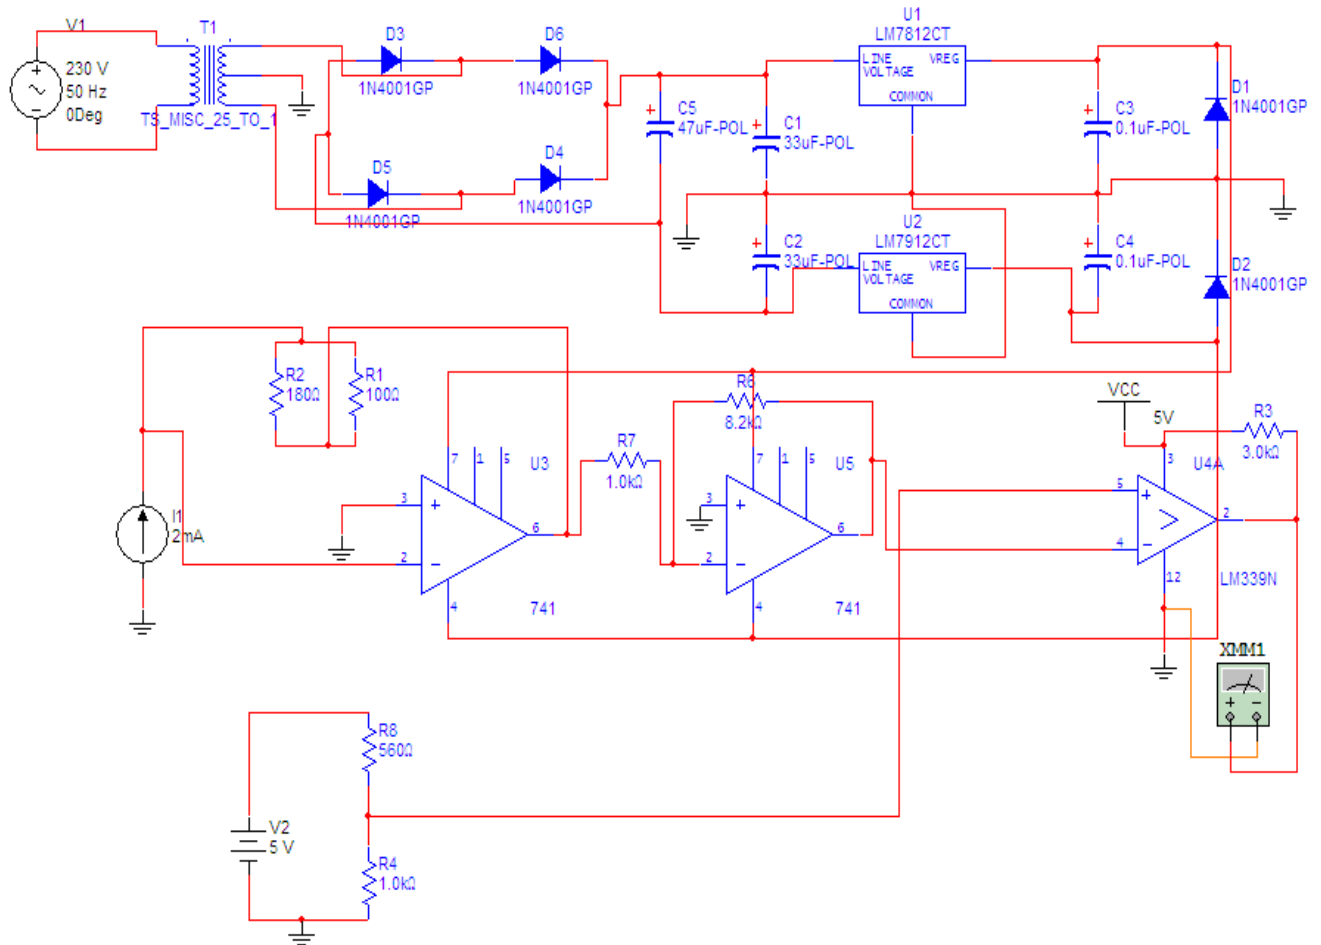 V1
230 V
50 Hz
0Deg
T1
TS_MISC_25_TO_1
D3
1N4001GP
D6
1N4001GP
D5
1N4001GP
D4
1N4001GP
C5
47uF-POL
C1
33uF-POL
U1
LM7812CT
LINE VREG
VOLTAGE
COMMON
C3
0.1uF-POL
D1
1N4001GP
C2
33uF-POL
U2
LM7912CT
LINE VREG
VOLTAGE
COMMON
C4
0.1uF-POL
D2
1N4001GP
R2
180Ω
R1
100Ω
I1
2mA
U3
7 1 5
3
2
6
4
741
R7
1.0kΩ
R6
8.2kΩ
U5
7 1 5
3
2
6
4
741
VCC
5V
R3
3.0kΩ
U4A
3
5
4
2
12
LM339N
XMM1
V2
5 V
R8
560Ω
R4
1.0kΩ